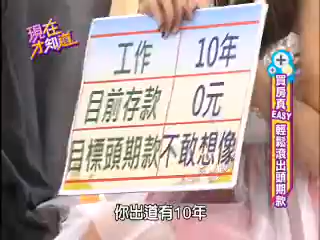 現在
才知道
工作 10年
目前存款 0元
目標頭期款 不敢想像
買房真EASY 輕鬆滾出頭期款
你出道有10年